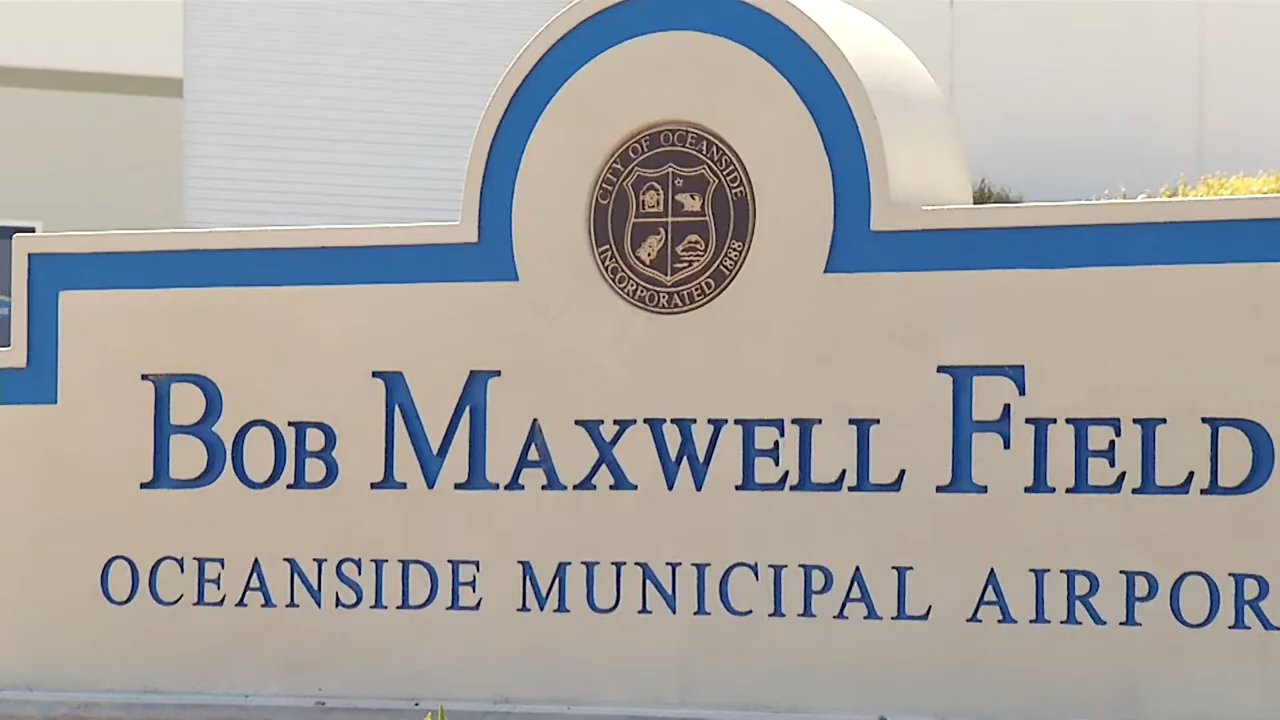 CITY OF OCEANSIDE
INCORPORATED 1888
BOB MAXWELL FIELD
OCEANSIDE MUNICIPAL AIRPOR